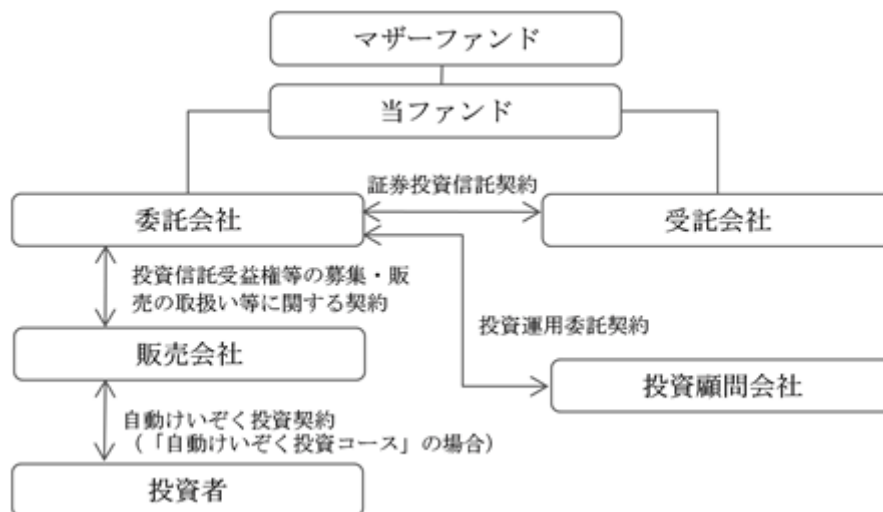 マザーファンド
当ファンド
証券投資信託契約
委託会社
受託会社
投資信託受益権等の募集・販
売の取扱い等に関する契約
投資運用委託契約
販売会社
投資顧問会社
自動けいぞく投資契約
（「自動けいぞく投資コース」の場合）
投資者